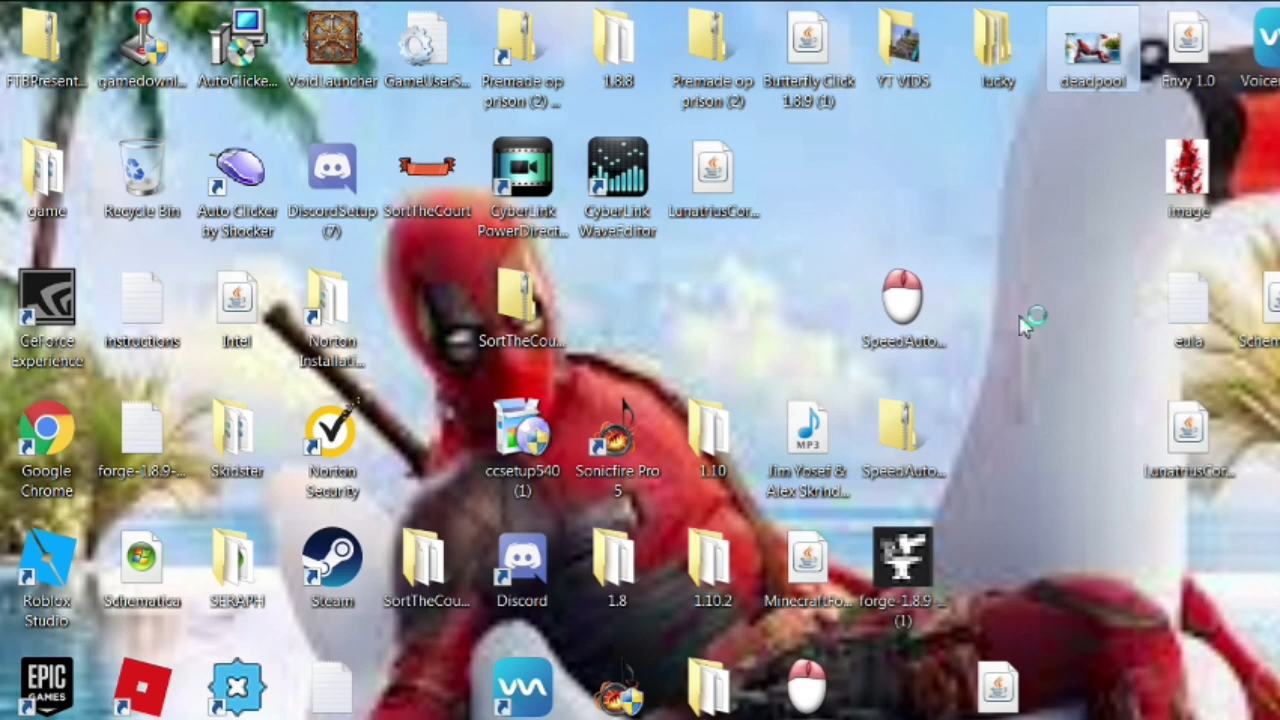 FTBPresent...
gamedownl...
AutoClicke...
VoidLauncher
GameUserS...
Premade op
prison (2) ...
1.8.8
Premade op
prison (2)
Butterfly Click
1.8.9 (1)
YT VIDS
lucky
deadpool
Envy 1.0
Voice
game
Recycle Bin
Auto Clicker
by Shocker
DiscordSetup
(7)
SortTheCourt
CyberLink
PowerDirect...
CyberLink
WaveEditor
LunatriusCor...
image
GeForce
Experience
instructions
Intel
Norton
Installati...
SortTheCou...
SpeedAuto...
eula
Schem
Google
Chrome
forge-1.8.9-...
Skidster
Norton
Security
ccsetup540
(1)
Sonicfire Pro
5
1.10
MP3
Jim Yosef &
Alex Skrind...
SpeedAuto...
LunatriusCor...
Roblox
Studio
Schematica
SERAPH
Steam
SortTheCou...
Discord
1.8
1.10.2
MinecraftFo...
forge-1.8.9-...
(1)
EPIC
GAMES